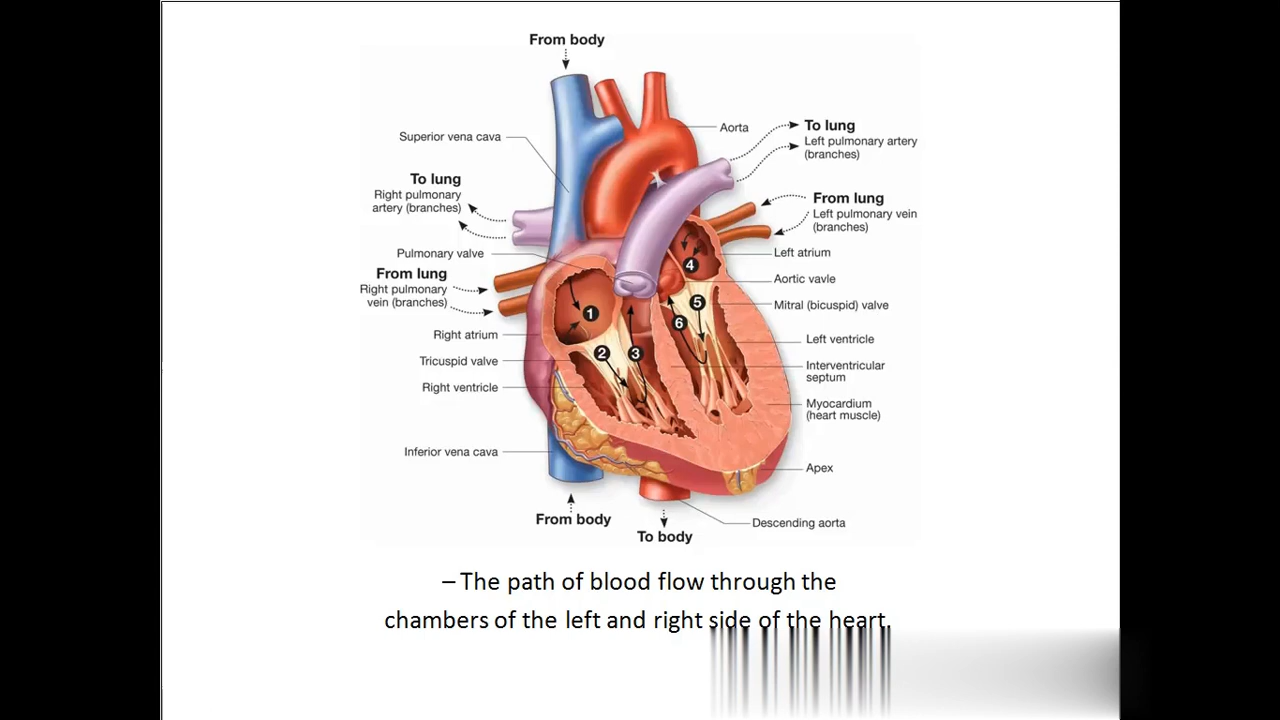 From body
Superior vena cava
Aorta
To lung
Left pulmonary artery
(branches)
To lung
Right pulmonary
artery (branches)
From lung
Left pulmonary vein
(branches)
Pulmonary valve
Left atrium
From lung
Right pulmonary
vein (branches)
Aortic vavle
Mitral (bicuspid) valve
Right atrium
Left ventricle
Tricuspid valve
Interventricular
septum
Right ventricle
Myocardium
(heart muscle)
Inferior vena cava
Apex
From body
Descending aorta
To body
1
2
3
4
5
6
– The path of blood flow through the
chambers of the left and right side of the heart.